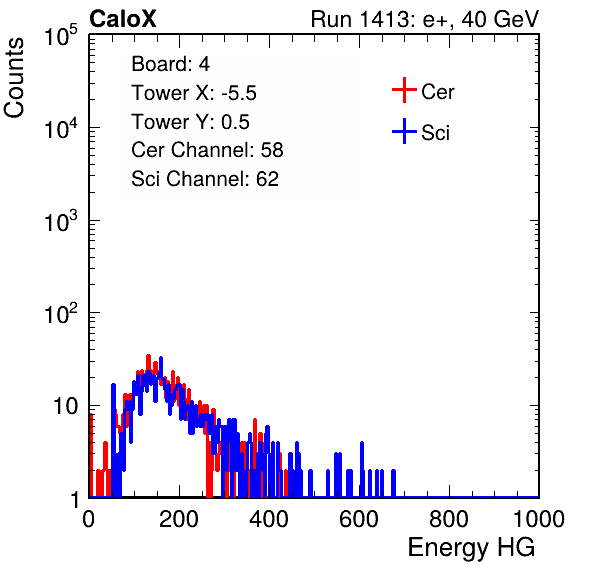 CaloX Run 1413: e+, 40 GeV
Board: 4
Tower X: -5.5
Tower Y: 0.5
Cer Channel: 58
Sci Channel: 62
Cer
Sci
Counts
10^5
10^4
10^3
10^2
10
1
0 200 400 600 800 1000
Energy HG